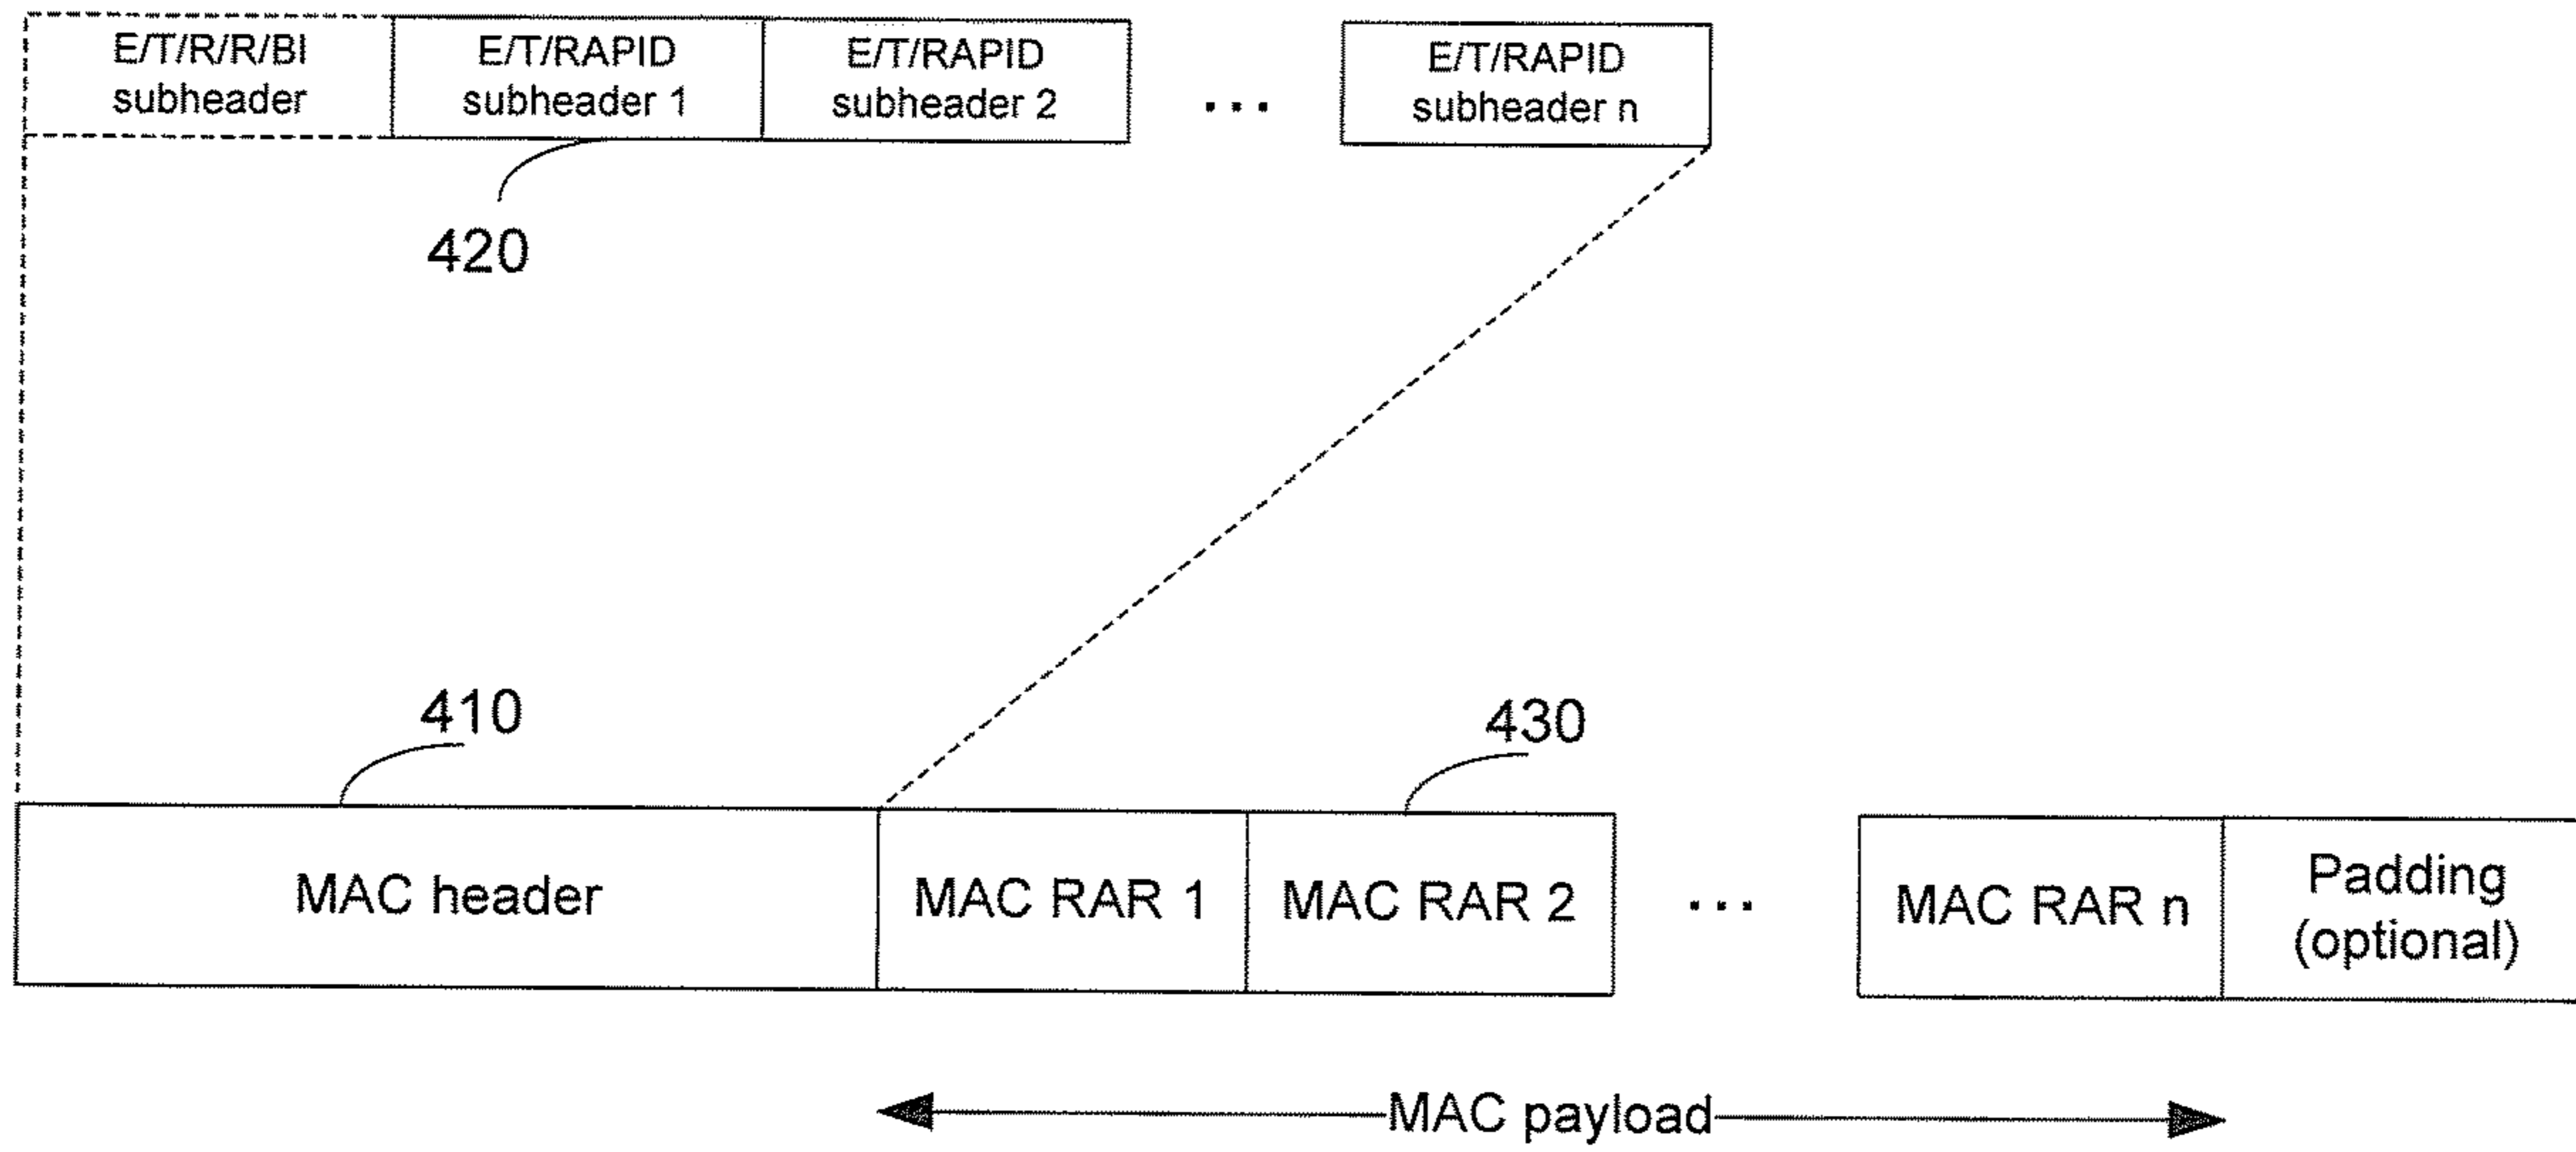 E/T/R/R/BI
subheader
E/T/RAPID
subheader 1
E/T/RAPID
subheader 2
...
E/T/RAPID
subheader n
420
410
430
MAC header
MAC RAR 1
MAC RAR 2
...
MAC RAR n
Padding
(optional)
MAC payload